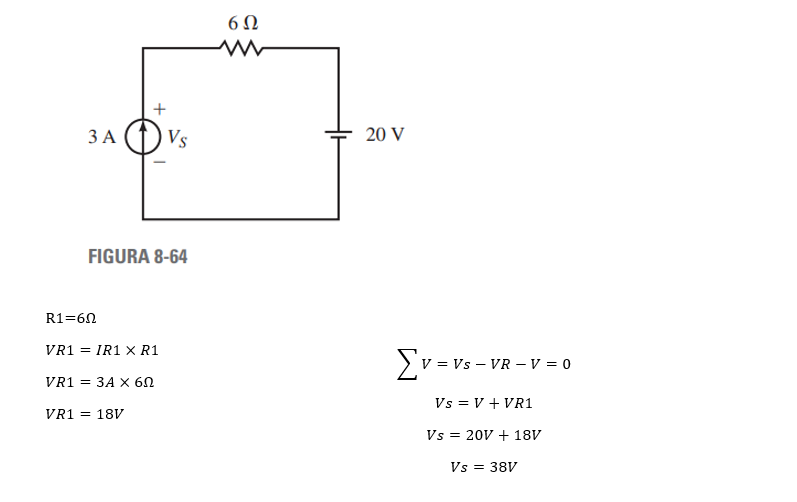 6 Ω
+
3 A
Vs
20 V
−
FIGURA 8-64
R1=6Ω
VR1 = IR1 × R1
VR1 = 3A × 6Ω
VR1 = 18V
∑V = Vs − VR − V = 0
Vs = V + VR1
Vs = 20V + 18V
Vs = 38V